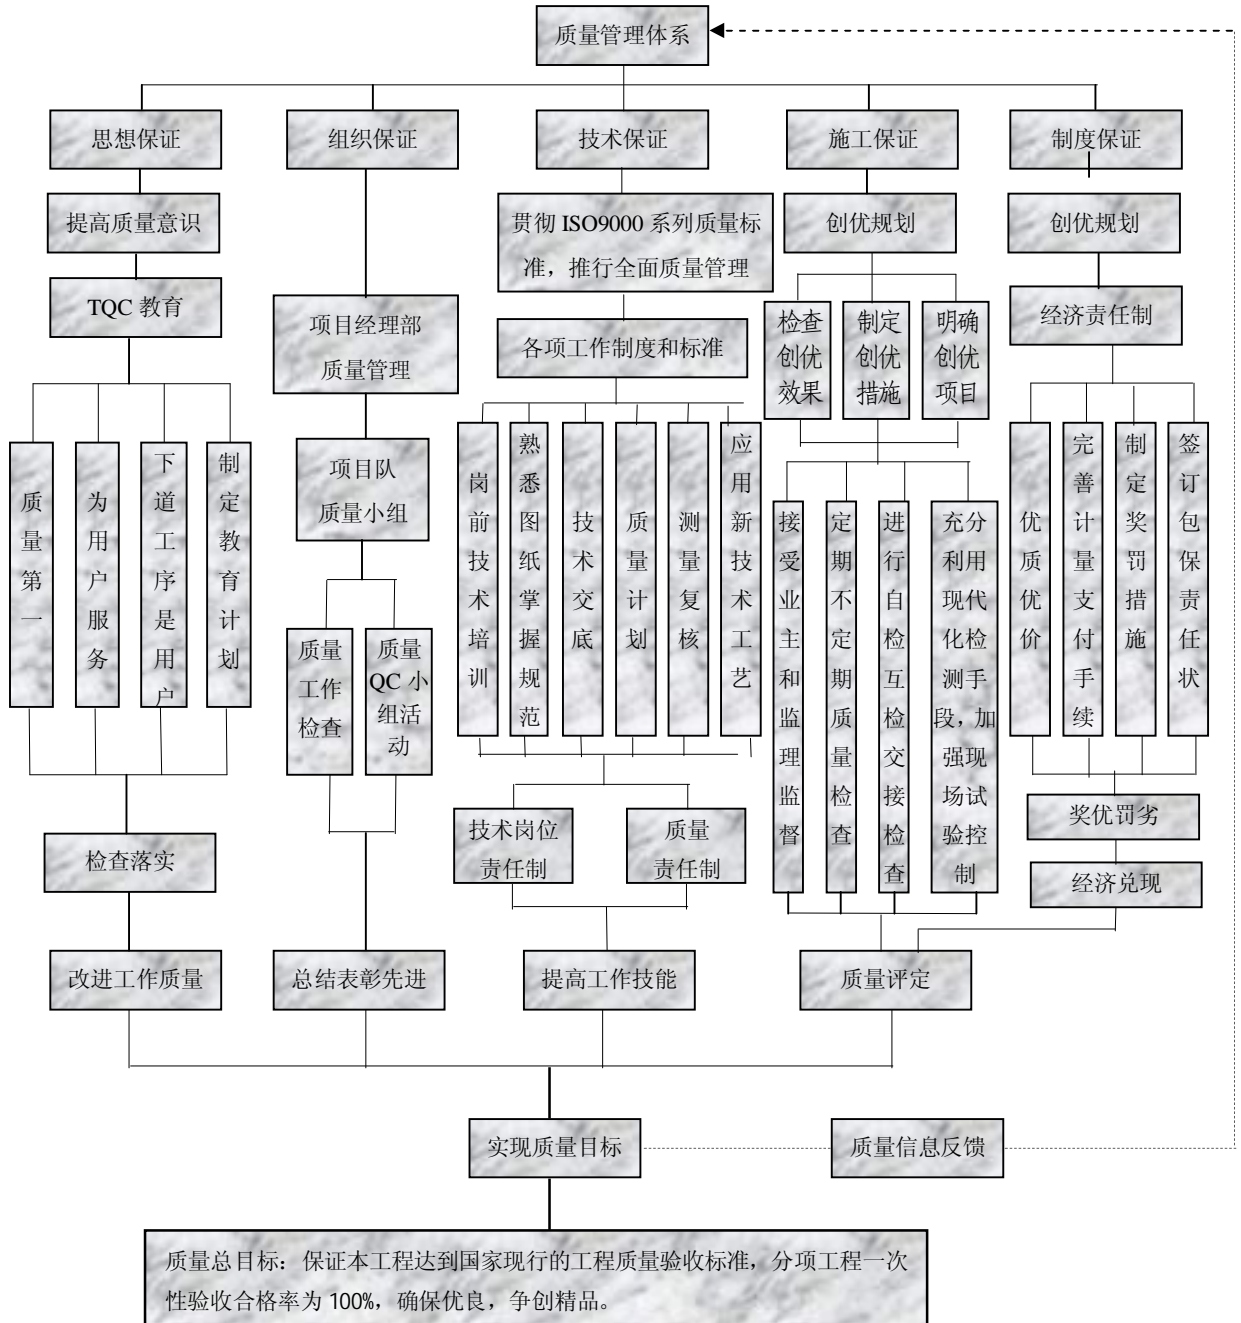 质量管理体系
思想保证
组织保证
技术保证
施工保证
制度保证
提高质量意识
贯彻 ISO9000 系列质量标
准，推行全面质量管理
创优规划
创优规划
TQC 教育
项目经理部
质量管理
各项工作制度和标准
检查
创优
效果
制定
创优
措施
明确
创优
项目
经济责任制
质量第一
为用户服务
下道工序是用户
制定教育计划
项目队
质量小组
质量
工作
检查
质量
QC 小
组活
动
岗前技术培训
熟悉图纸掌握规范
技术交底
质量计划
测量复核
应用新技术工艺
接受业主和监理监督
定期不定期质量检查
进行自检互检交接检查
充分
利用
现代
化检
测手
段，加
强现
场试
验控
制
优质优价
完善计量支付手续
制定奖罚措施
签订包保责任状
检查落实
技术岗位
责任制
质量
责任制
奖优罚劣
经济兑现
改进工作质量
总结表彰先进
提高工作技能
质量评定
实现质量目标
质量信息反馈
质量总目标：保证本工程达到国家现行的工程质量验收标准，分项工程一次
性验收合格率为 100%，确保优良，争创精品。